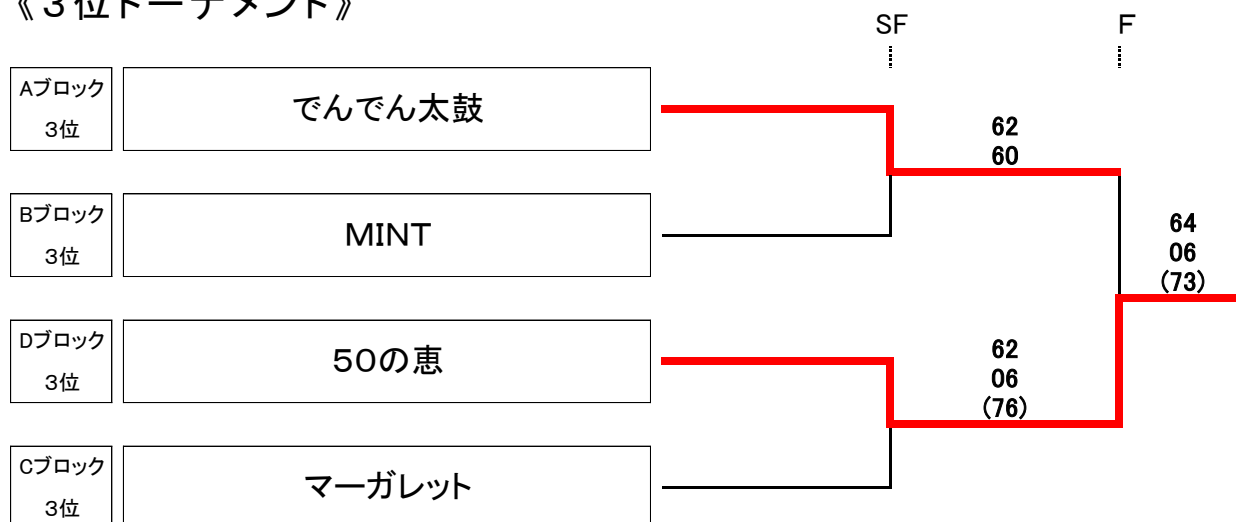 《３位トーナメント》
SF
F
Aブロック
3位
でんでん太鼓
62
60
Bブロック
3位
MINT
64
06
(73)
Dブロック
3位
50の恵
62
06
(76)
Cブロック
3位
マーガレット